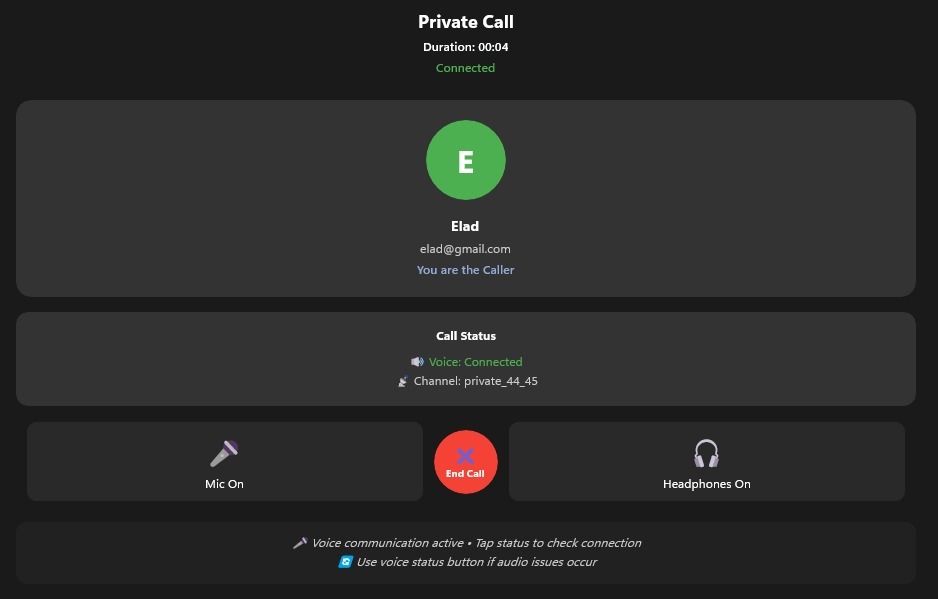 Private Call
Duration: 00:04
Connected
E
Elad
elad@gmail.com
You are the Caller
Call Status
Voice: Connected
Channel: private_44_45
Mic On
End Call
Headphones On
Voice communication active • Tap status to check connection
Use voice status button if audio issues occur